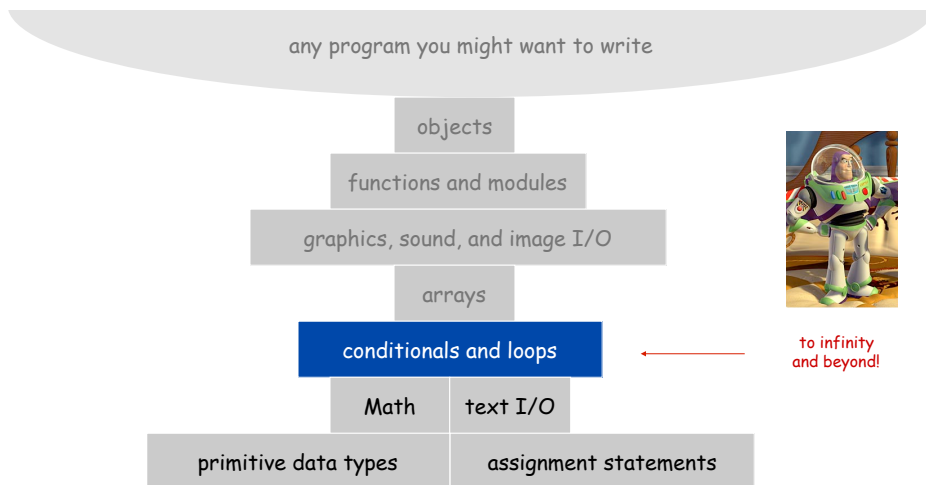 any program you might want to write
objects
functions and modules
graphics, sound, and image I/O
arrays
conditionals and loops
to infinity
and beyond!
Math
text I/O
primitive data types
assignment statements